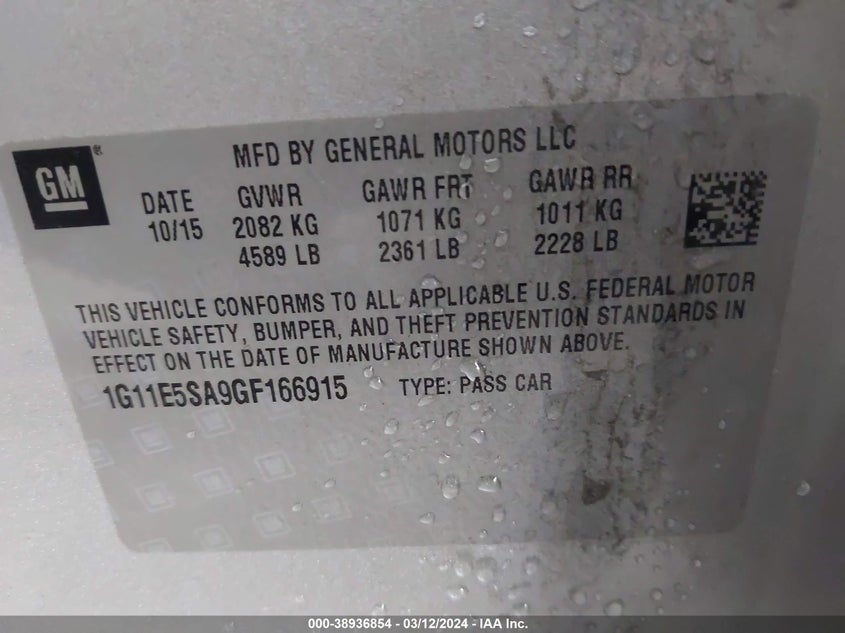 GM ®
MFD BY GENERAL MOTORS LLC
DATE GVWR GAWR FRT GAWR RR
10/15 2082 KG 1071 KG 1011 KG
4589 LB 2361 LB 2228 LB
THIS VEHICLE CONFORMS TO ALL APPLICABLE U.S. FEDERAL MOTOR
VEHICLE SAFETY, BUMPER, AND THEFT PREVENTION STANDARDS IN
EFFECT ON THE DATE OF MANUFACTURE SHOWN ABOVE.
1G11E5SA9GF166915 TYPE: PASS CAR
000-38936854 - 03/12/2024 - IAA Inc.